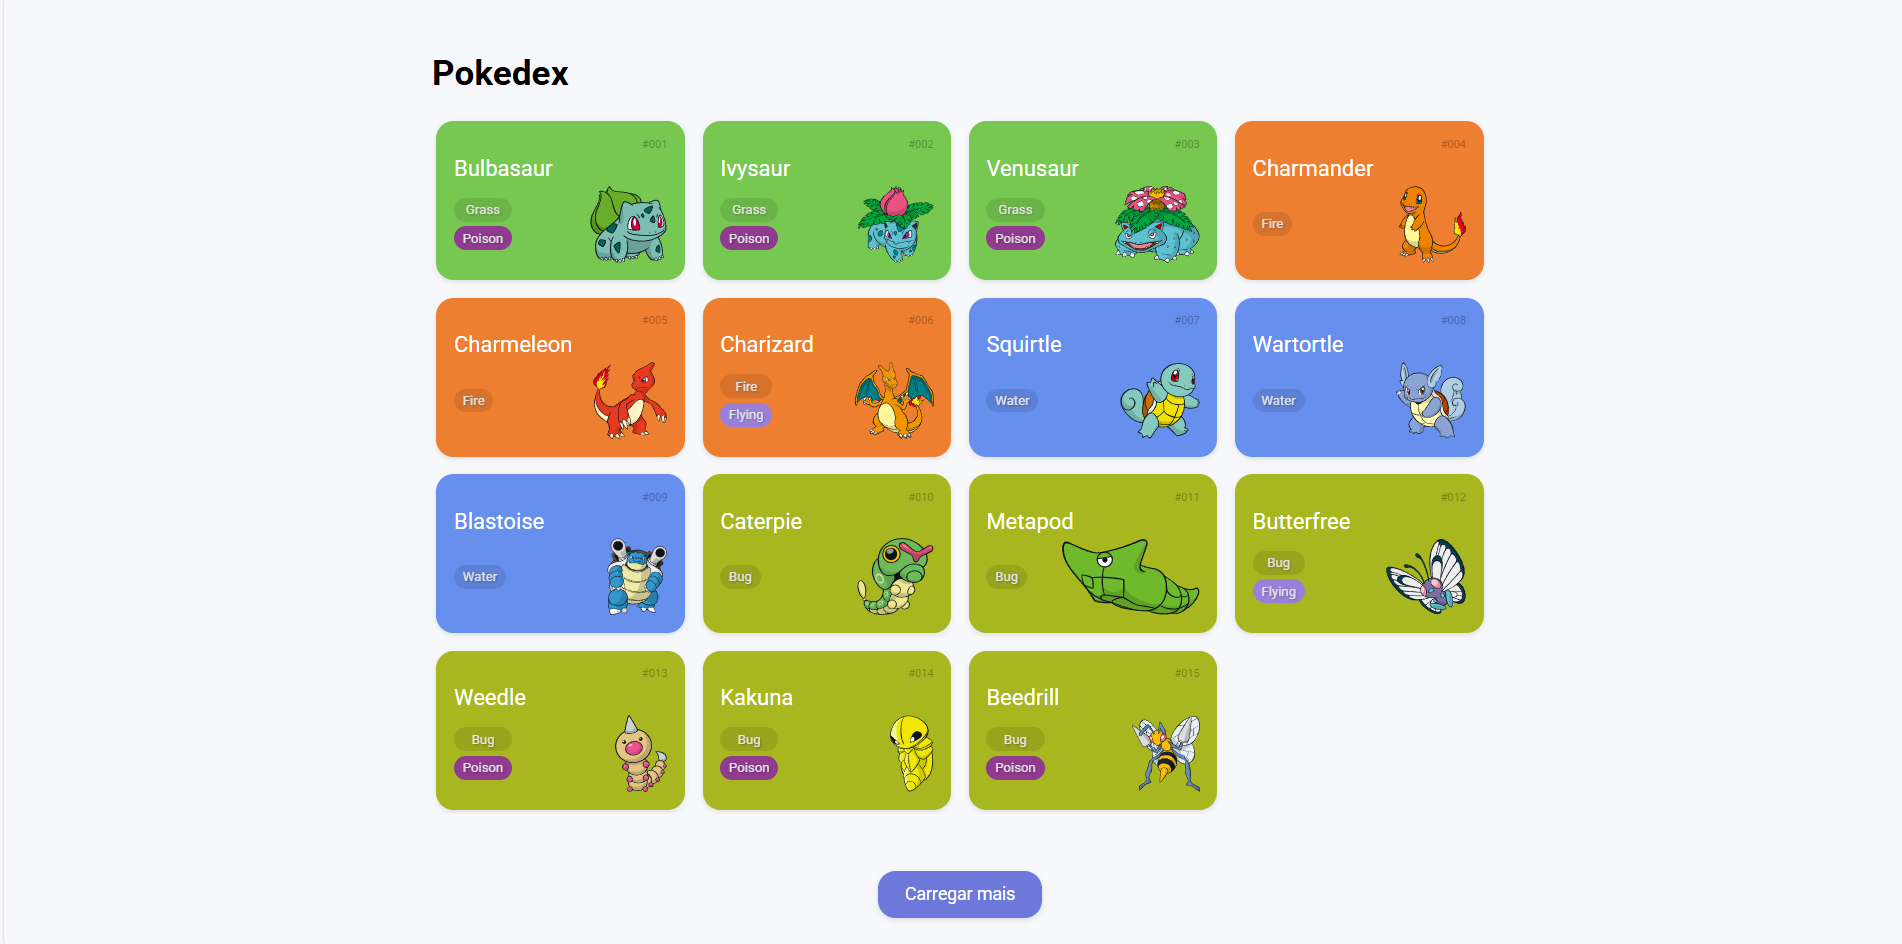 Pokedex
#001
Bulbasaur
Grass
Poison
#002
Ivysaur
Grass
Poison
#003
Venusaur
Grass
Poison
#004
Charmander
Fire
#005
Charmeleon
Fire
#006
Charizard
Fire
Flying
#007
Squirtle
Water
#008
Wartortle
Water
#009
Blastoise
Water
#010
Caterpie
Bug
#011
Metapod
Bug
#012
Butterfree
Bug
Flying
#013
Weedle
Bug
Poison
#014
Kakuna
Bug
Poison
#015
Beedrill
Bug
Poison
Carregar mais